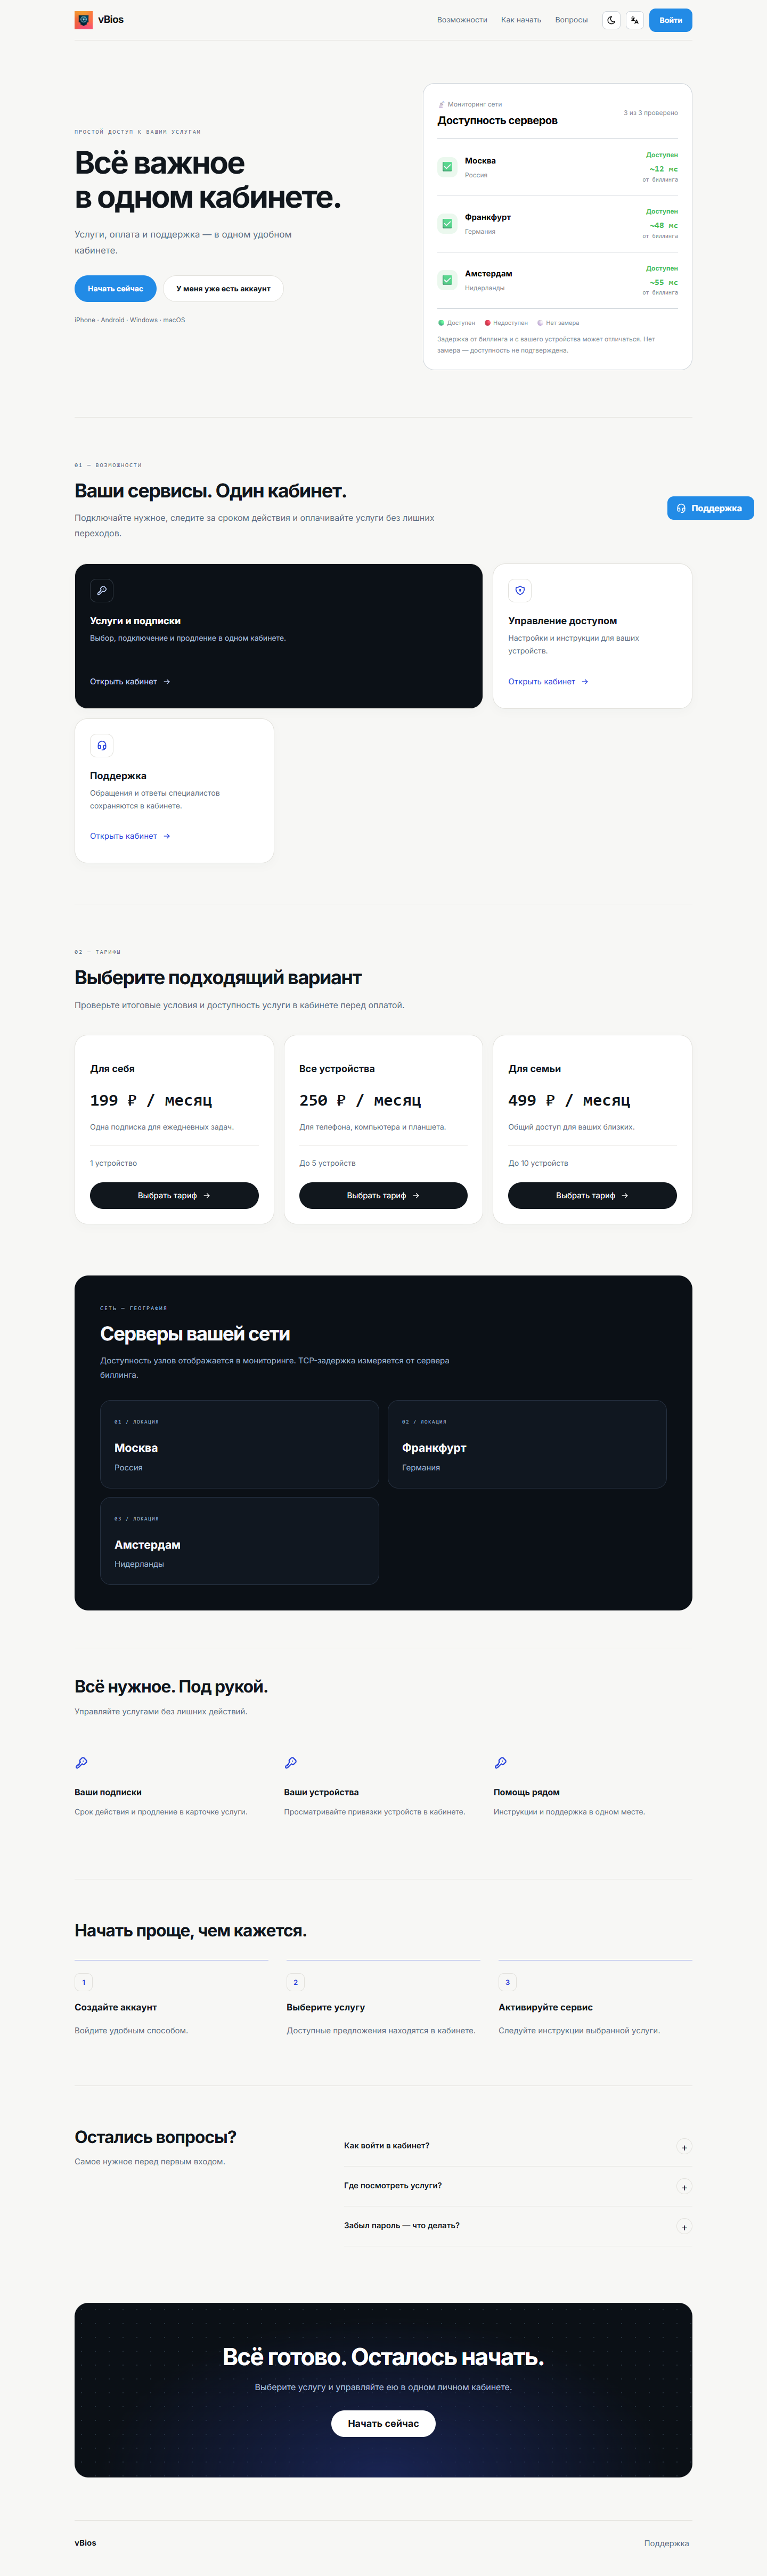 vBios
Возможности
Как начать
Вопросы
Войти
ПРОСТОЙ ДОСТУП К ВАШИМ УСЛУГАМ
Всё важное
в одном кабинете.
Услуги, оплата и поддержка — в одном удобном
кабинете.
Начать сейчас
У меня уже есть аккаунт
iPhone · Android · Windows · macOS
Мониторинг сети
Доступность серверов
3 из 3 проверено
Москва
Россия
Доступен
~12 мс
от биллинга
Франкфурт
Германия
Доступен
~48 мс
от биллинга
Амстердам
Нидерланды
Доступен
~55 мс
от биллинга
Доступен
Недоступен
Нет замера
Задержка от биллинга и с вашего устройства может отличаться. Нет
замера — доступность не подтверждена.
01 — ВОЗМОЖНОСТИ
Ваши сервисы. Один кабинет.
Подключайте нужное, следите за сроком действия и оплачивайте услуги без лишних
переходов.
Поддержка
Услуги и подписки
Выбор, подключение и продление в одном кабинете.
Открыть кабинет →
Управление доступом
Настройки и инструкции для ваших
устройств.
Открыть кабинет →
Поддержка
Обращения и ответы специалистов
сохраняются в кабинете.
Открыть кабинет →
02 — ТАРИФЫ
Выберите подходящий вариант
Проверьте итоговые условия и доступность услуги в кабинете перед оплатой.
Для себя
199 ₽ / месяц
Одна подписка для ежедневных задач.
1 устройство
Выбрать тариф →
Все устройства
250 ₽ / месяц
Для телефона, компьютера и планшета.
До 5 устройств
Выбрать тариф →
Для семьи
499 ₽ / месяц
Общий доступ для ваших близких.
До 10 устройств
Выбрать тариф →
СЕТЬ — ГЕОГРАФИЯ
Серверы вашей сети
Доступность узлов отображается в мониторинге. TCP-задержка измеряется от сервера
биллинга.
01 / ЛОКАЦИЯ
Москва
Россия
02 / ЛОКАЦИЯ
Франкфурт
Германия
03 / ЛОКАЦИЯ
Амстердам
Нидерланды
Всё нужное. Под рукой.
Управляйте услугами без лишних действий.
Ваши подписки
Срок действия и продление в карточке услуги.
Ваши устройства
Просматривайте привязки устройств в кабинете.
Помощь рядом
Инструкции и поддержка в одном месте.
Начать проще, чем кажется.
1
Создайте аккаунт
Войдите удобным способом.
2
Выберите услугу
Доступные предложения находятся в кабинете.
3
Активируйте сервис
Следуйте инструкции выбранной услуги.
Остались вопросы?
Самое нужное перед первым входом.
Как войти в кабинет?
+
Где посмотреть услуги?
+
Забыл пароль — что делать?
+
Всё готово. Осталось начать.
Выберите услугу и управляйте ею в одном личном кабинете.
Начать сейчас
vBios
Поддержка